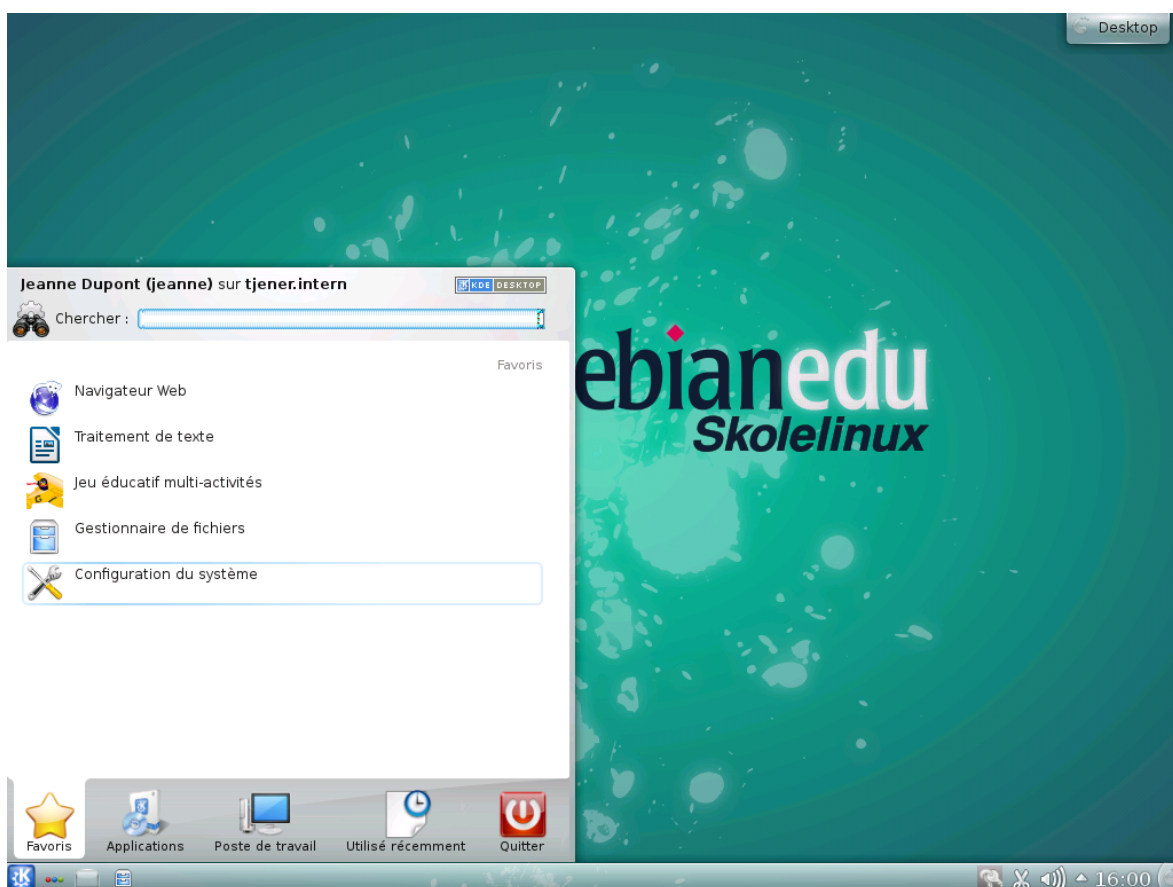 Desktop
Jeanne Dupont (jeanne) sur tjener.intern
KDE DESKTOP
Chercher :
Favoris
Navigateur Web
Traitement de texte
Jeu éducatif multi-activités
Gestionnaire de fichiers
Configuration du système
ebianedu
Skolelinux
Favoris
Applications
Poste de travail
Utilisé récemment
Quitter
16:00